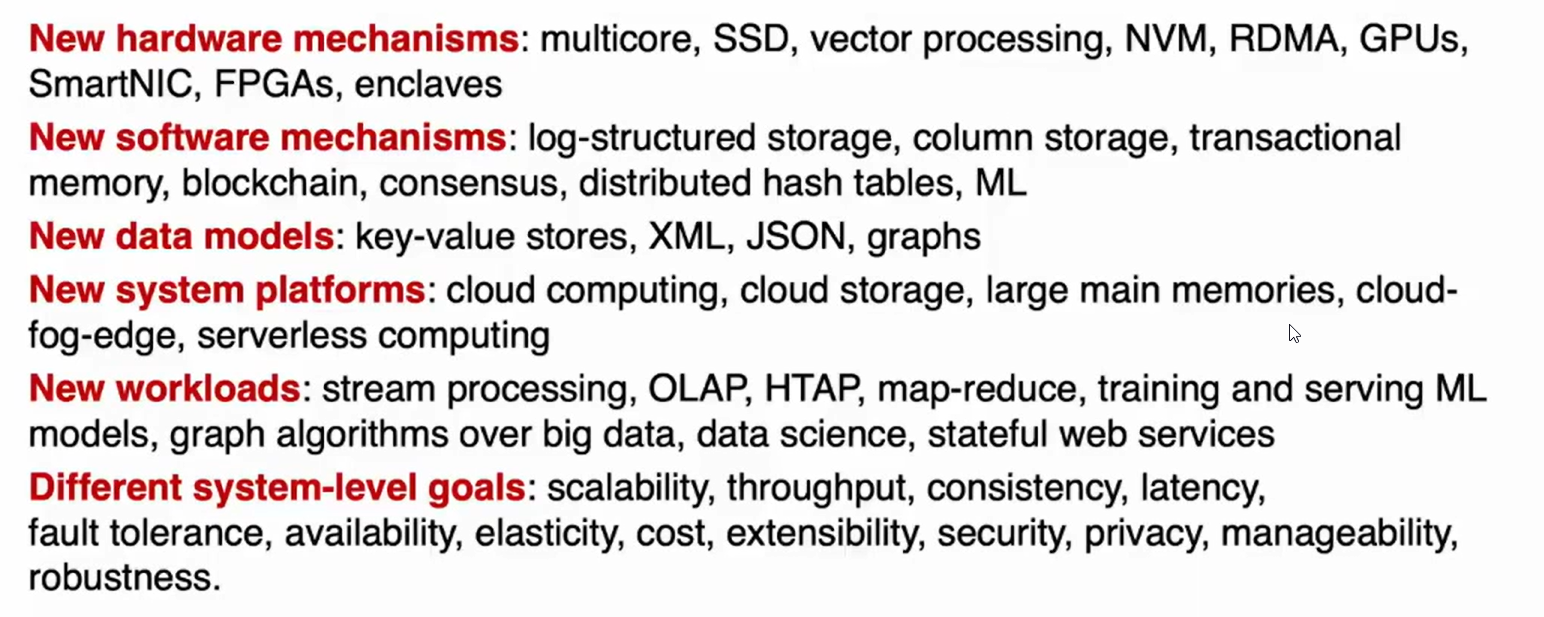 New hardware mechanisms: multicore, SSD, vector processing, NVM, RDMA, GPUs,
SmartNIC, FPGAs, enclaves
New software mechanisms: log-structured storage, column storage, transactional
memory, blockchain, consensus, distributed hash tables, ML
New data models: key-value stores, XML, JSON, graphs
New system platforms: cloud computing, cloud storage, large main memories, cloud-
fog-edge, serverless computing
New workloads: stream processing, OLAP, HTAP, map-reduce, training and serving ML
models, graph algorithms over big data, data science, stateful web services
Different system-level goals: scalability, throughput, consistency, latency,
fault tolerance, availability, elasticity, cost, extensibility, security, privacy, manageability,
robustness.